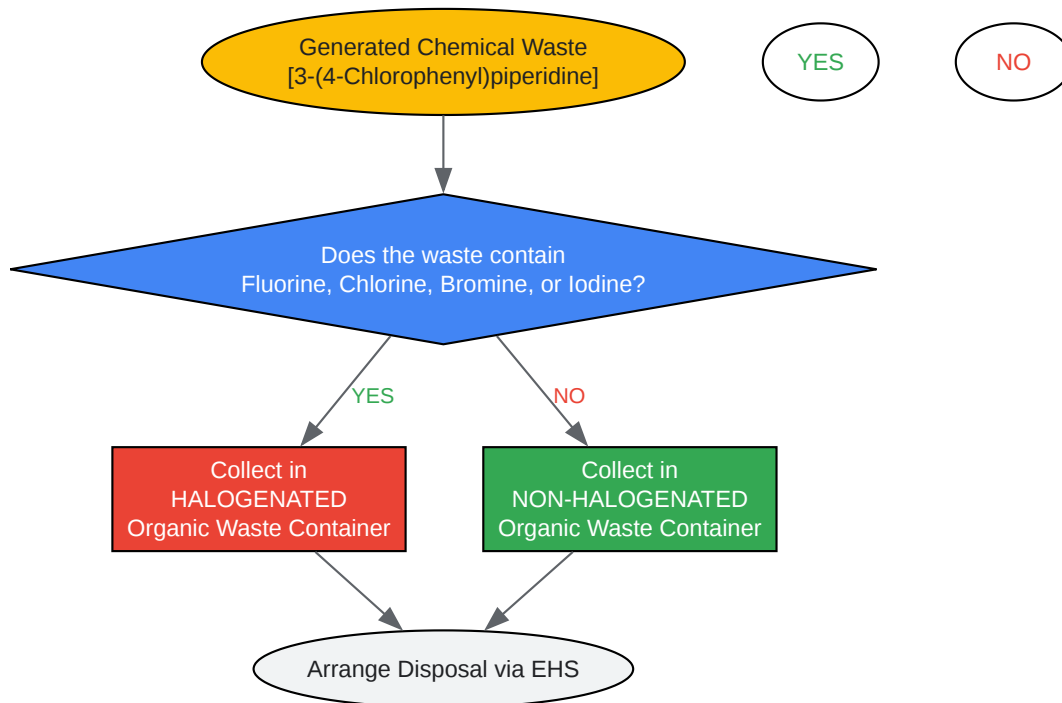 Generated Chemical Waste
[3-(4-Chlorophenyl)piperidine]
YES
NO
Does the waste contain
Fluorine, Chlorine, Bromine, or Iodine?
YES
NO
Collect in
HALOGENATED
Organic Waste Container
Collect in
NON-HALOGENATED
Organic Waste Container
Arrange Disposal via EHS